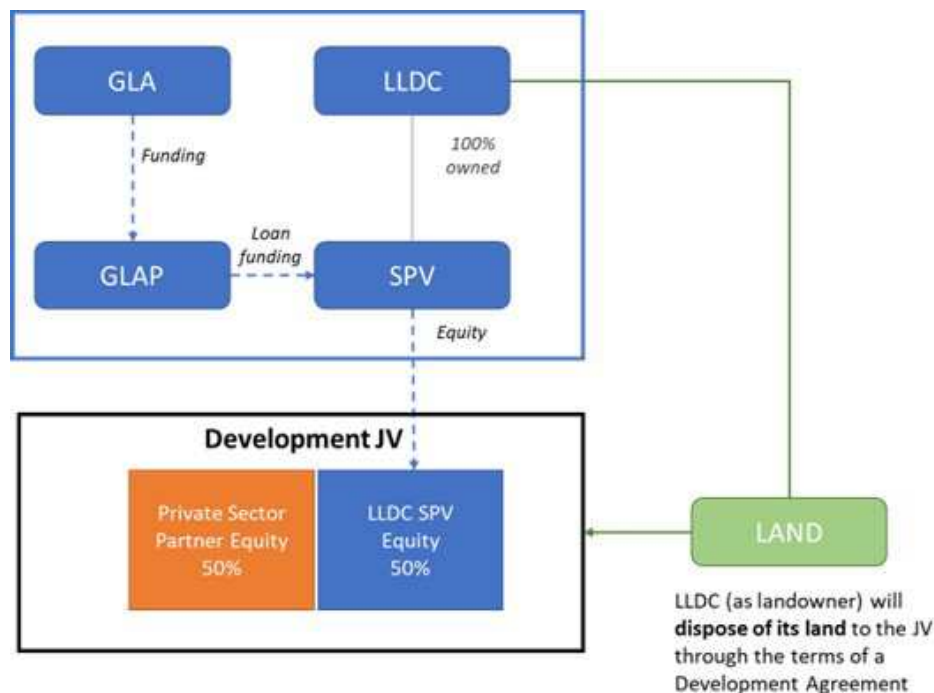 GLA
LLDC
Funding
100%
owned
Loan
funding
GLAP
SPV
Equity
Development JV
Private Sector
Partner Equity
50%
LLDC SPV
Equity
50%
LAND
LLDC (as landowner) will
dispose of its land to the JV
through the terms of a
Development Agreement